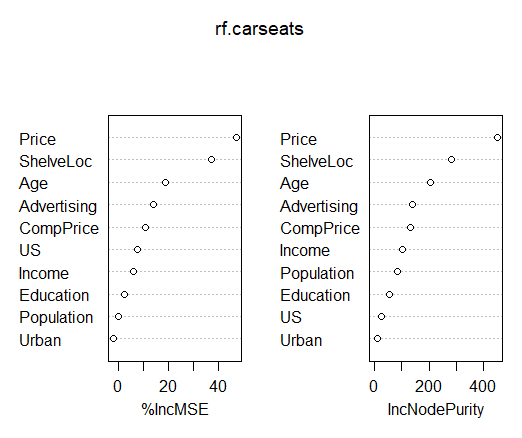 rf.carseats
Price
ShelveLoc
Age
Advertising
CompPrice
US
Income
Education
Population
Urban
0 20 40
%IncMSE
Price
ShelveLoc
Age
Advertising
CompPrice
Income
Population
Education
US
Urban
0 200 400
IncNodePurity